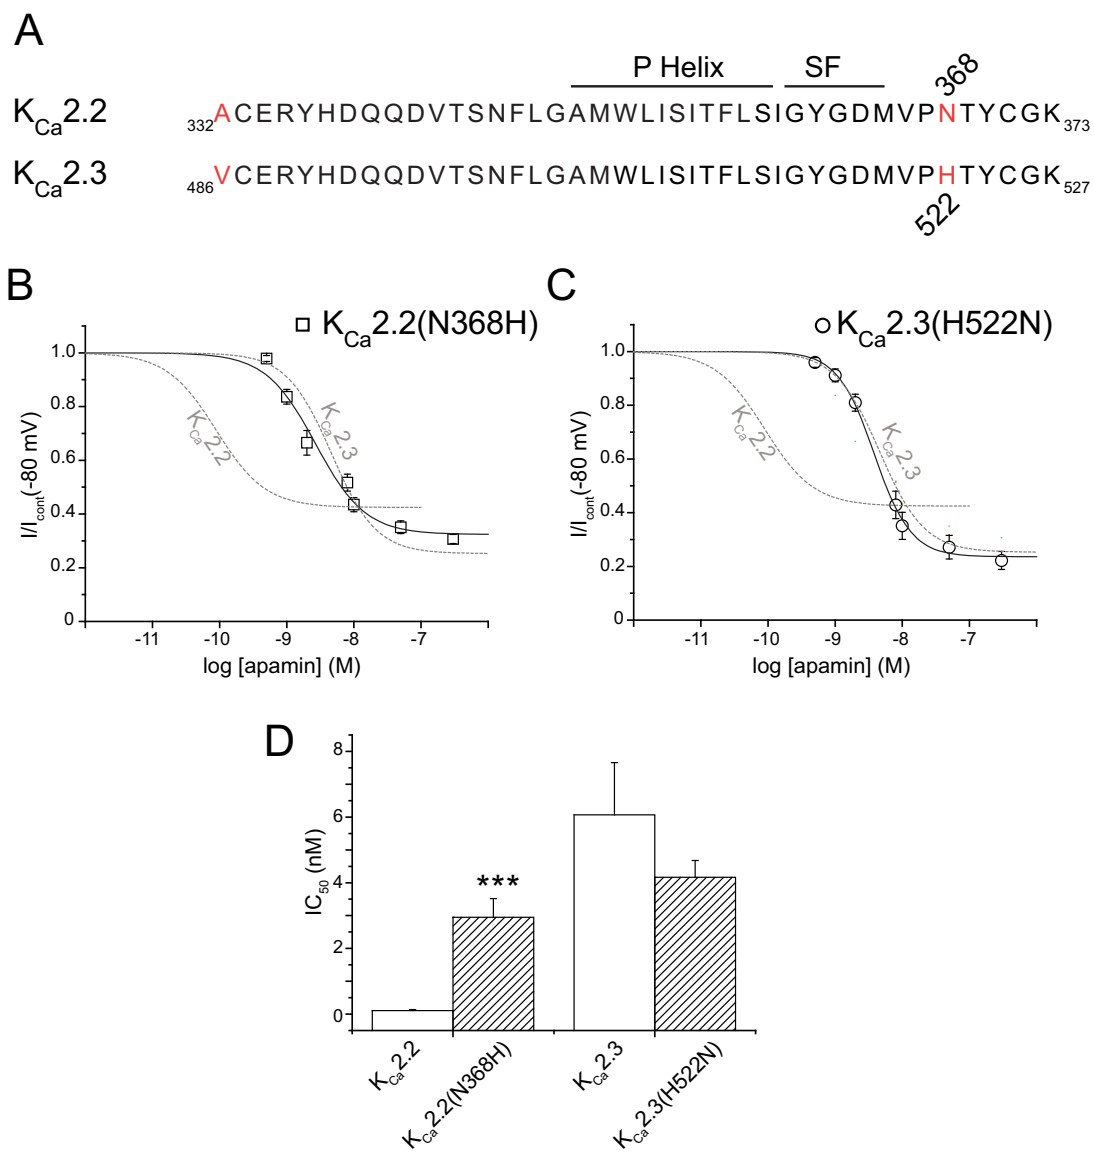 A
P Helix SF 368
KCa2.2 332ACERYHDQQDVTSNFLGAMWLISITFLSIGYGDMVPNTYCGK373
KCa2.3 486VCERYHDQQDVTSNFLGAMWLISITFLSIGYGDMVPHTYCGK527
522
B
KCa2.2(N368H)
I/Icont(-80 mV)
1.0
0.8
0.6
0.4
0.2
0
KCa2.2
KCa2.3
-11 -10 -9 -8 -7
log [apamin] (M)
C
KCa2.3(H522N)
I/Icont(-80 mV)
1.0
0.8
0.6
0.4
0.2
0
KCa2.2
KCa2.3
-11 -10 -9 -8 -7
log [apamin] (M)
D
IC50 (nM)
8
6
4
2
0
***
KCa2.2
KCa2.2(N368H)
KCa2.3
KCa2.3(H522N)